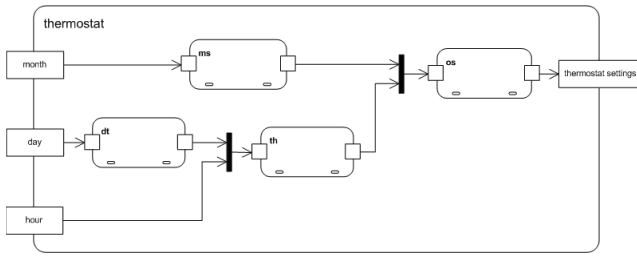 thermostat
month
ms
os
thermostat settings
day
dt
th
hour